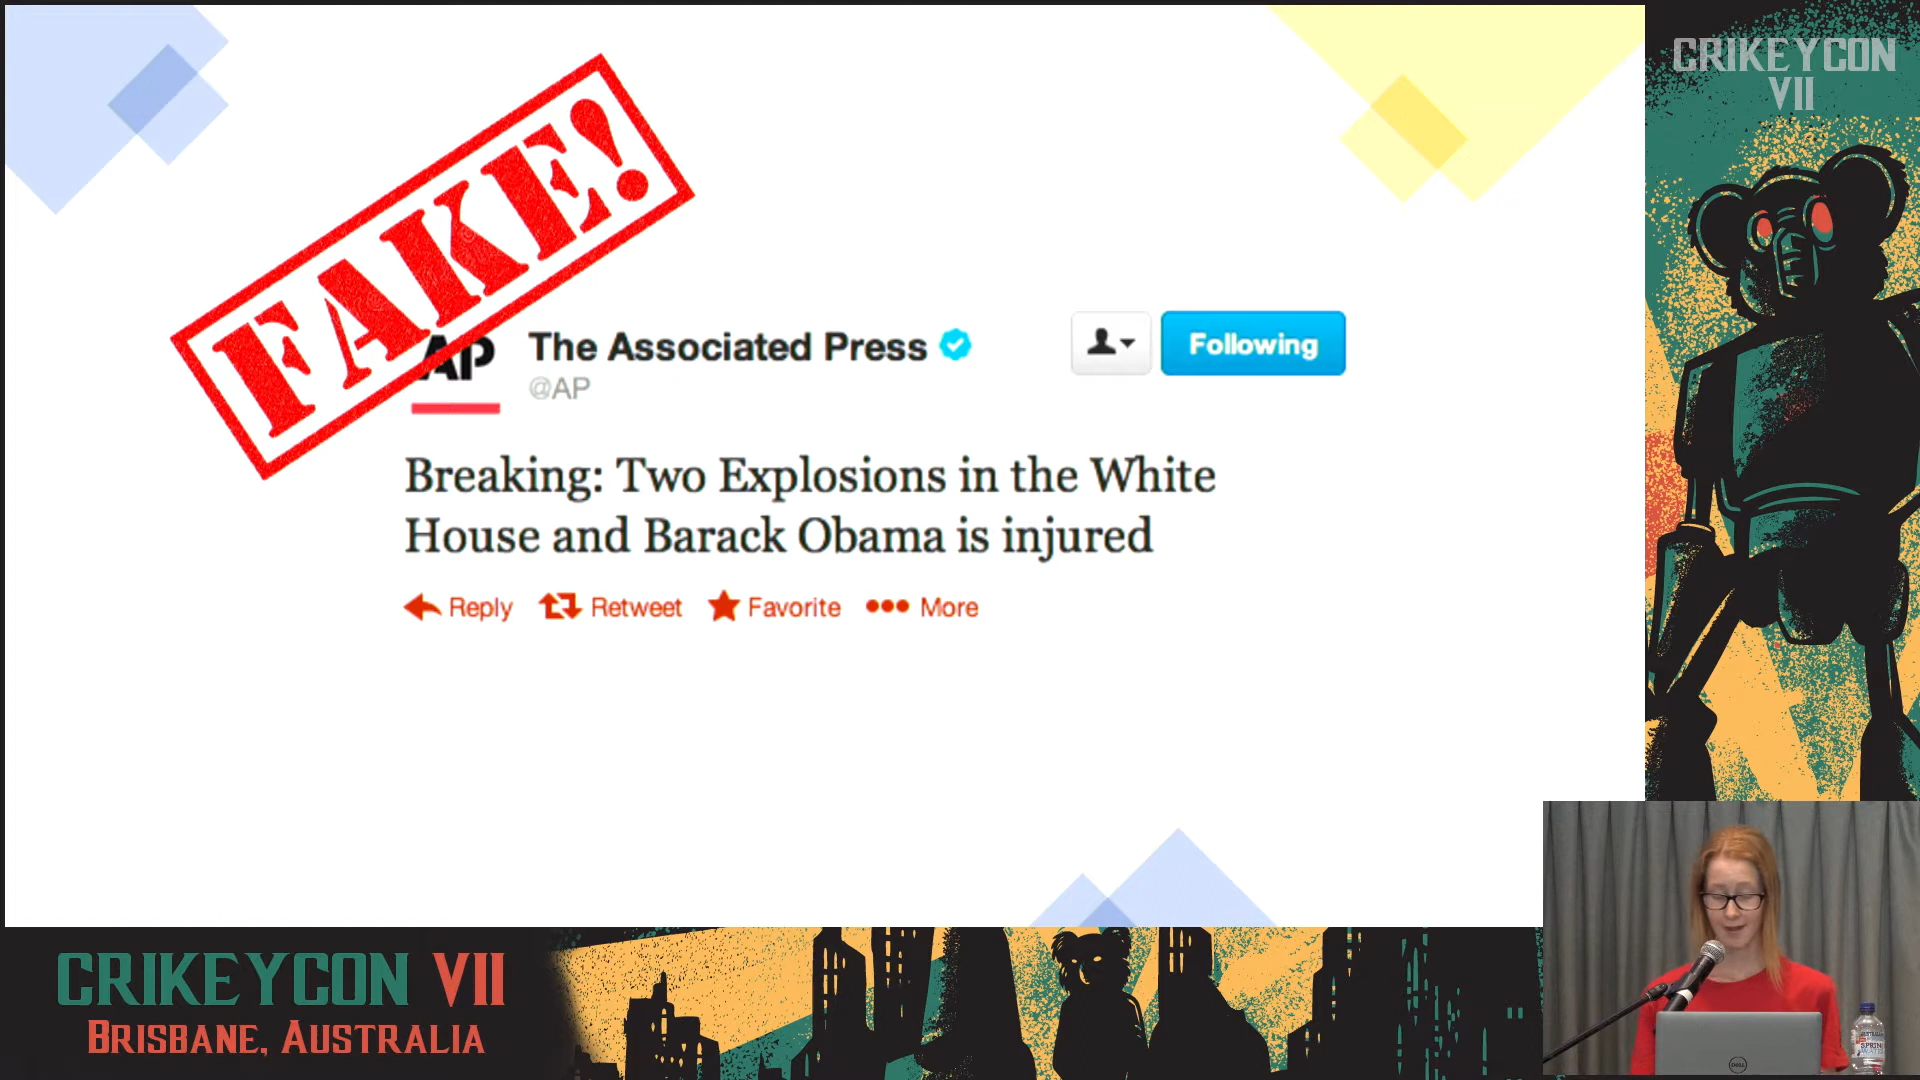 CRIKEYCON
VII
FAKE!
AP
The Associated Press
@AP
Following
Breaking: Two Explosions in the White
House and Barack Obama is injured
Reply Retweet Favorite More
CRIKEYCON VII
BRISBANE, AUSTRALIA
DELL